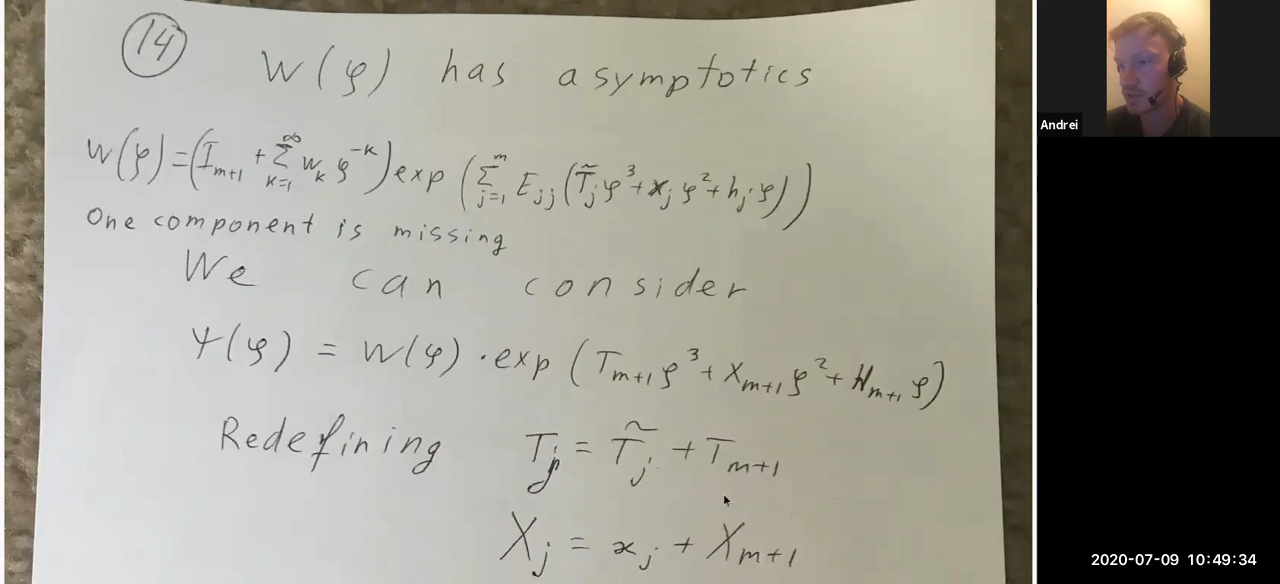 14
W(ζ) has asymptotics
W(ζ)=(I_{m+1} + Σ_{k=1}^{∞} w_k ζ^{-k}) exp (Σ_{j=1}^{m} E_{jj} (T̃_j ζ^3 + x_j ζ^2 + h_j ζ))
One component is missing
We can consider
Ψ(ζ) = W(ζ) · exp (T_{m+1} ζ^3 + X_{m+1} ζ^2 + H_{m+1} ζ)
Redefining T_j = T̃_j + T_{m+1}
X_j = x_j + X_{m+1}
Andrei
2020-07-09 10:49:34